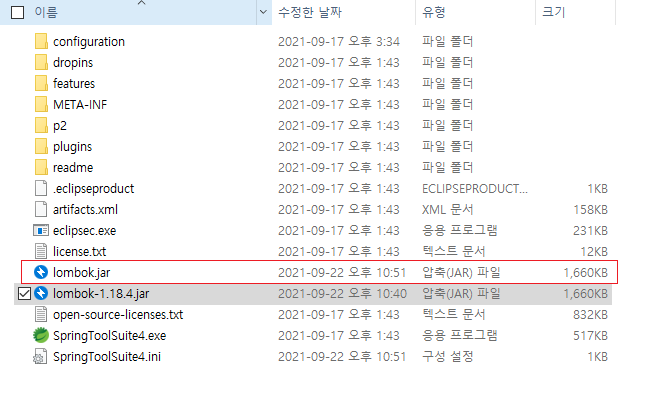 이름 수정한 날짜 유형 크기
configuration 2021-09-17 오후 3:34 파일 폴더
dropins 2021-09-17 오후 1:43 파일 폴더
features 2021-09-17 오후 1:43 파일 폴더
META-INF 2021-09-17 오후 1:43 파일 폴더
p2 2021-09-17 오후 1:43 파일 폴더
plugins 2021-09-17 오후 1:43 파일 폴더
readme 2021-09-17 오후 1:43 파일 폴더
.eclipseproduct 2021-09-17 오후 1:43 ECLIPSEPRODUCT... 1KB
artifacts.xml 2021-09-17 오후 1:43 XML 문서 158KB
eclipsec.exe 2021-09-17 오후 1:43 응용 프로그램 231KB
license.txt 2021-09-17 오후 1:43 텍스트 문서 12KB
lombok.jar 2021-09-22 오후 10:51 압축(JAR) 파일 1,660KB
lombok-1.18.4.jar 2021-09-22 오후 10:40 압축(JAR) 파일 1,660KB
open-source-licenses.txt 2021-09-17 오후 1:43 텍스트 문서 832KB
SpringToolSuite4.exe 2021-09-17 오후 1:43 응용 프로그램 517KB
SpringToolSuite4.ini 2021-09-22 오후 10:51 구성 설정 1KB